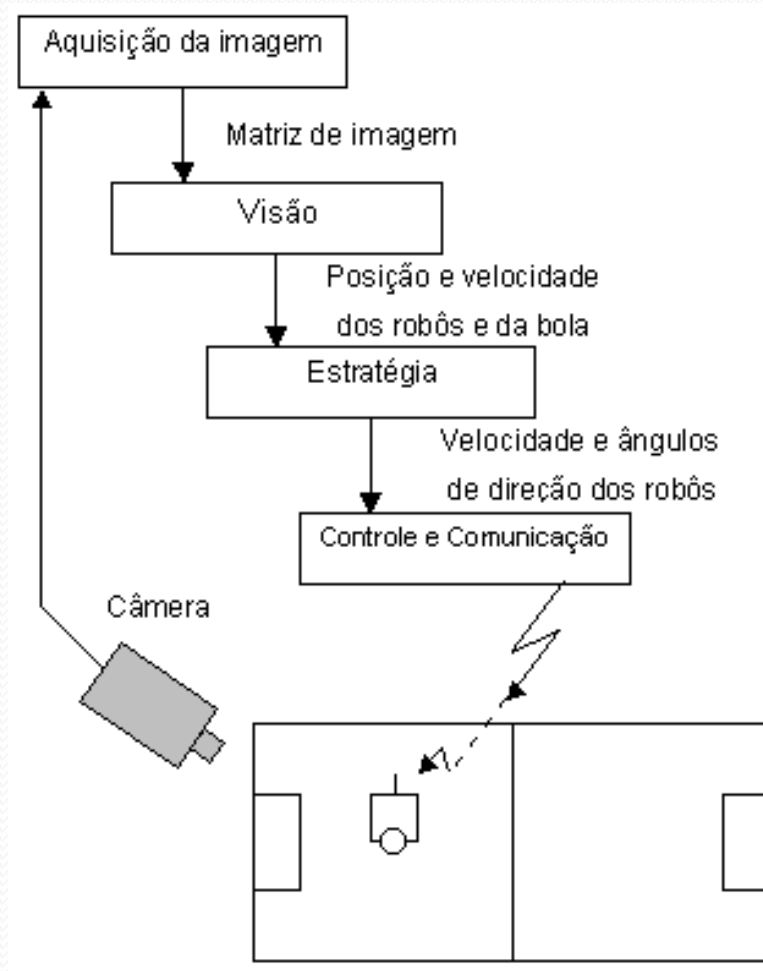 Aquisição da imagem
Matriz de imagem
Visão
Posição e velocidade
dos robôs e da bola
Estratégia
Velocidade e ângulos
de direção dos robôs
Controle e Comunicação
Câmera